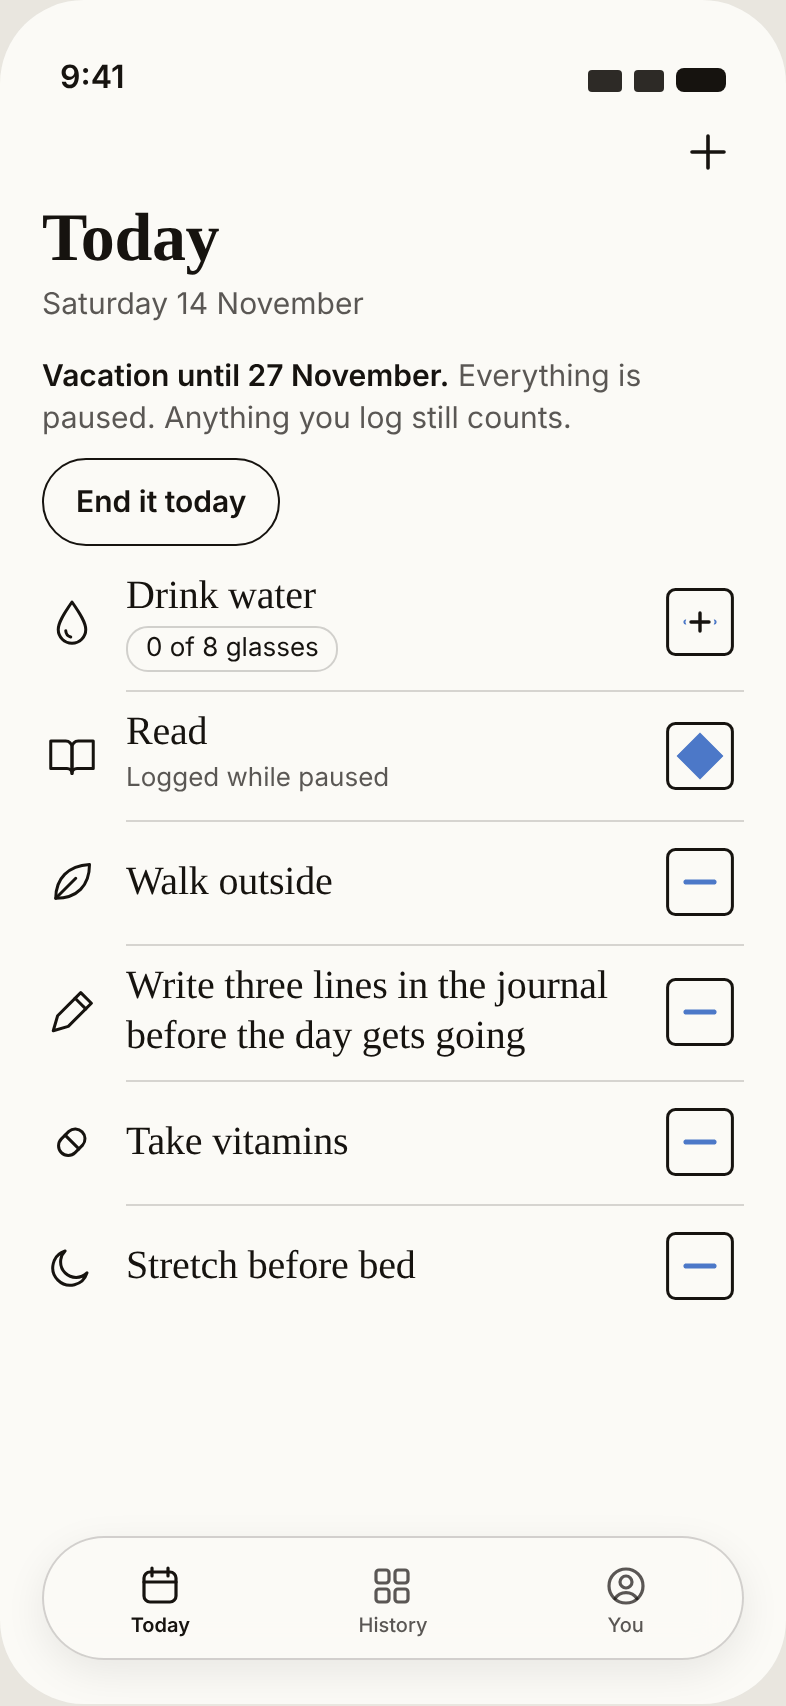 9:41
Today
Saturday 14 November
Vacation until 27 November. Everything is
paused. Anything you log still counts.
End it today
Drink water
0 of 8 glasses
Read
Logged while paused
Walk outside
Write three lines in the journal
before the day gets going
Take vitamins
Stretch before bed
Today
History
You